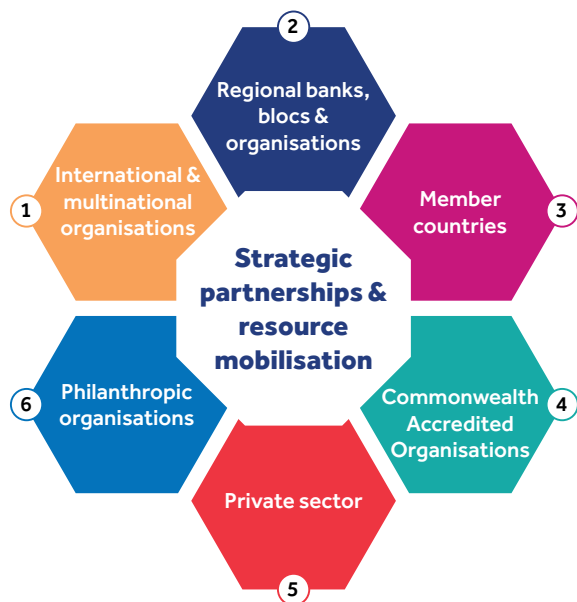 2
Regional banks,
blocs &
organisations
1
International &
multinational
organisations
3
Member
countries
Strategic
partnerships &
resource
mobilisation
6
Philanthropic
organisations
4
Commonwealth
Accredited
Organisations
Private sector
5